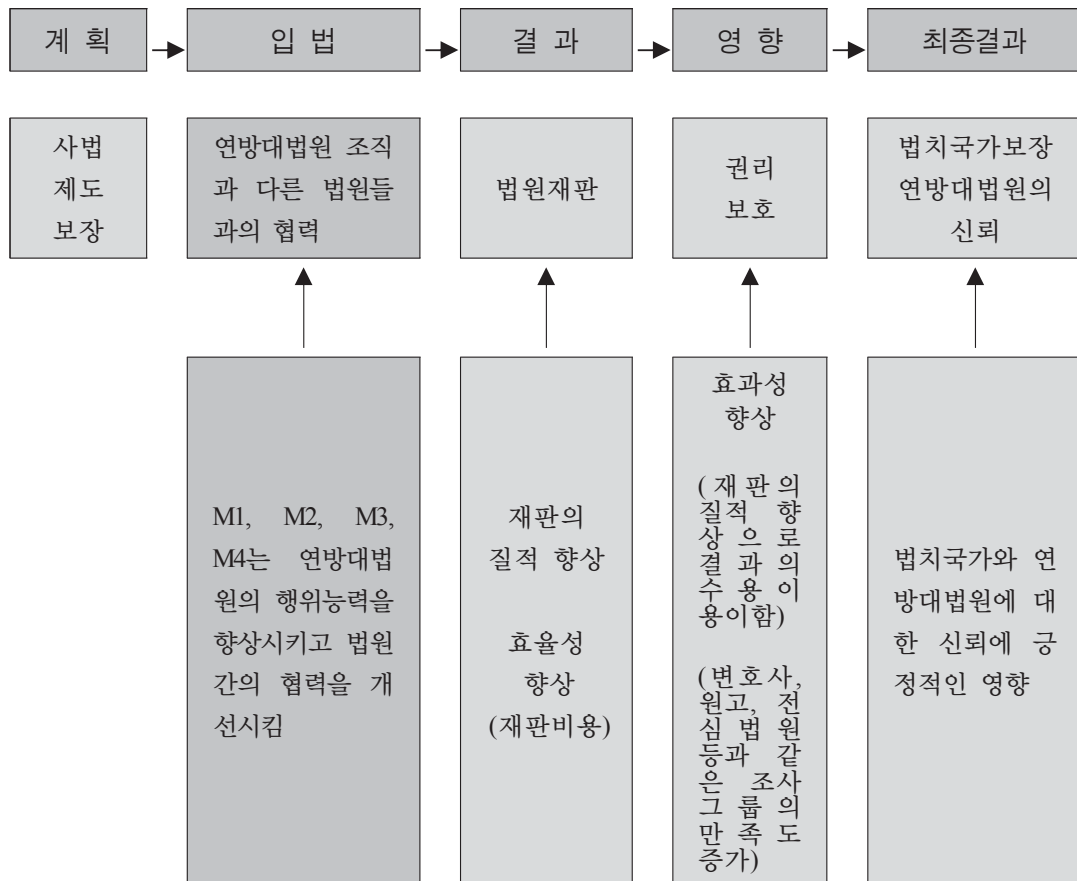 계 획
입 법
결 과
영 향
최종결과
사법
제도
보장
연방대법원 조직
과 다른 법원들
과의 협력
법원재판
권리
보호
법치국가보장
연방대법원의
신뢰
M1, M2, M3,
M4는 연방대법
원의 행위능력을
향상시키고 법원
간의 협력을 개
선시킴
재판의
질적 향상
효율성
향상
(재판비용)
효과성
향상
(재판의
질적 향
상으로
결과의
수용이
용이함)
(변호사,
원고, 전
심법원
등과 같
은 조사
그룹의
만족도
증가)
법치국가와 연
방대법원에 대
한 신뢰에 긍
정적인 영향